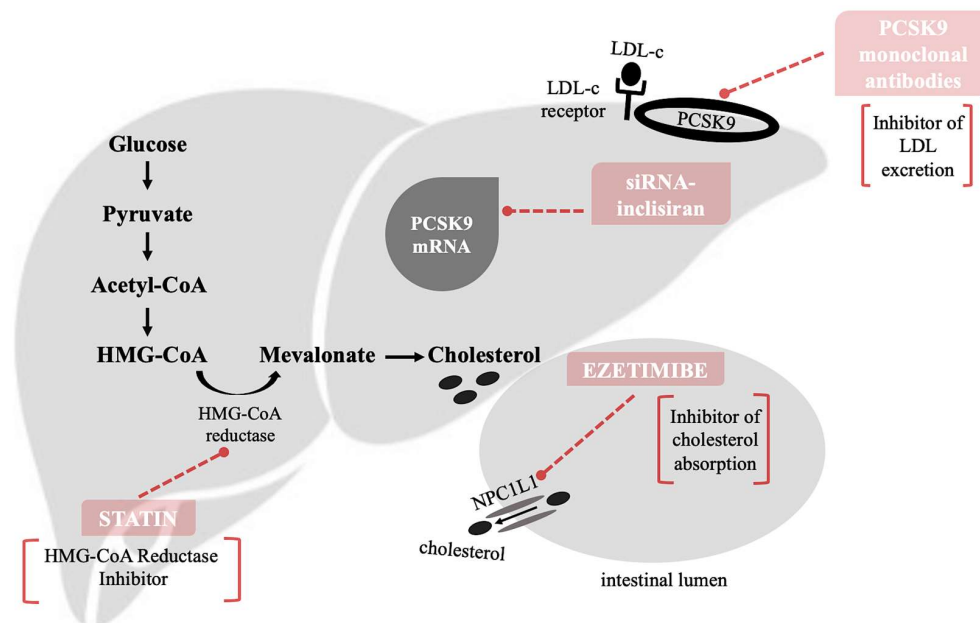 LDL-c
LDL-c
receptor
PCSK9
PCSK9
monoclonal
antibodies
Inhibitor of
LDL
excretion
Glucose
Pyruvate
Acetyl-CoA
HMG-CoA
Mevalonate
Cholesterol
HMG-CoA
reductase
PCSK9
mRNA
siRNA-
inclisiran
STATIN
HMG-CoA Reductase
Inhibitor
EZETIMIBE
Inhibitor of
cholesterol
absorption
NPC1L1
cholesterol
intestinal lumen